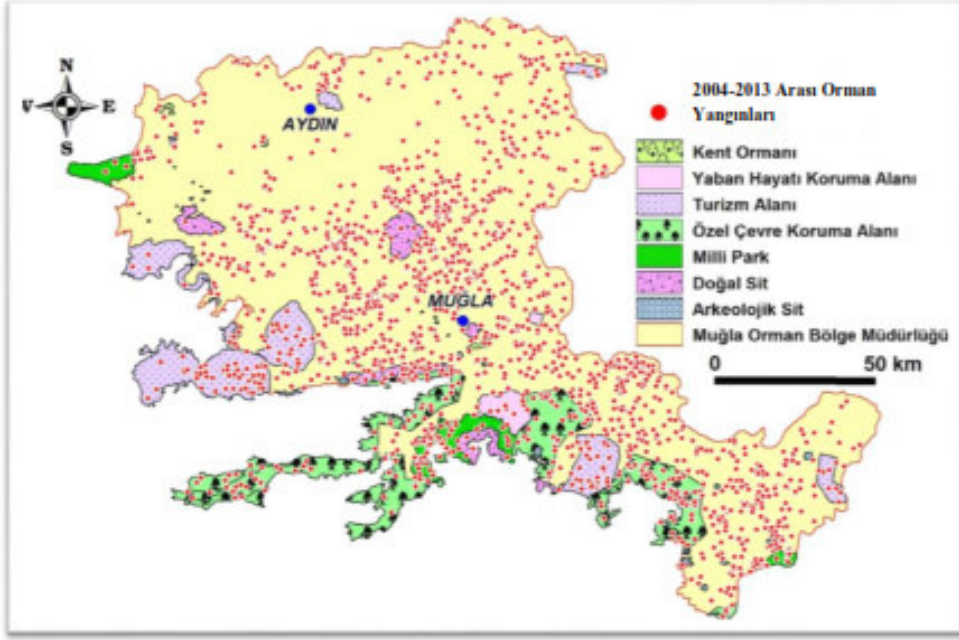 N
V
E
S
AYDIN
MUĞLA
2004-2013 Arası Orman
Yangınları
Kent Ormanı
Yaban Hayatı Koruma Alanı
Turizm Alanı
Özel Çevre Koruma Alanı
Milli Park
Doğal Sit
Arkeolojik Sit
Muğla Orman Bölge Müdürlüğü
0 50 km